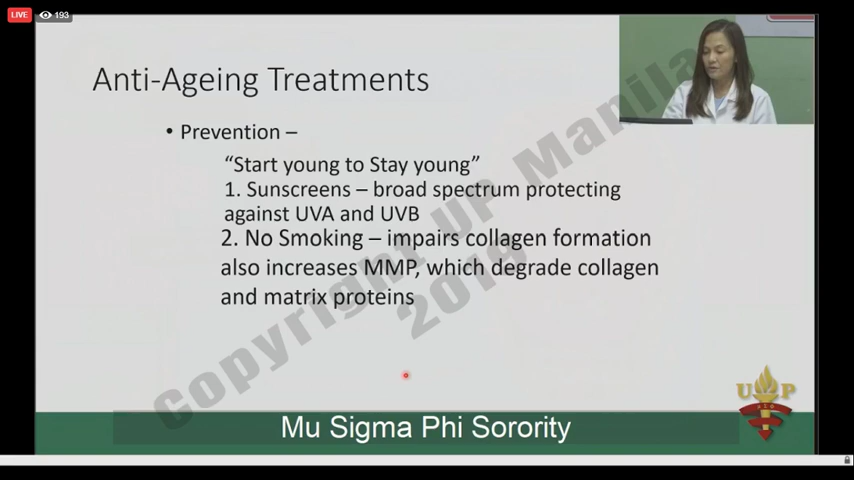 LIVE 193
Anti-Ageing Treatments
• Prevention –
“Start young to Stay young”
1. Sunscreens – broad spectrum protecting
against UVA and UVB
2. No Smoking – impairs collagen formation
also increases MMP, which degrade collagen
and matrix proteins
Copyright UP Manila
2019
U P
Mu Sigma Phi Sorority